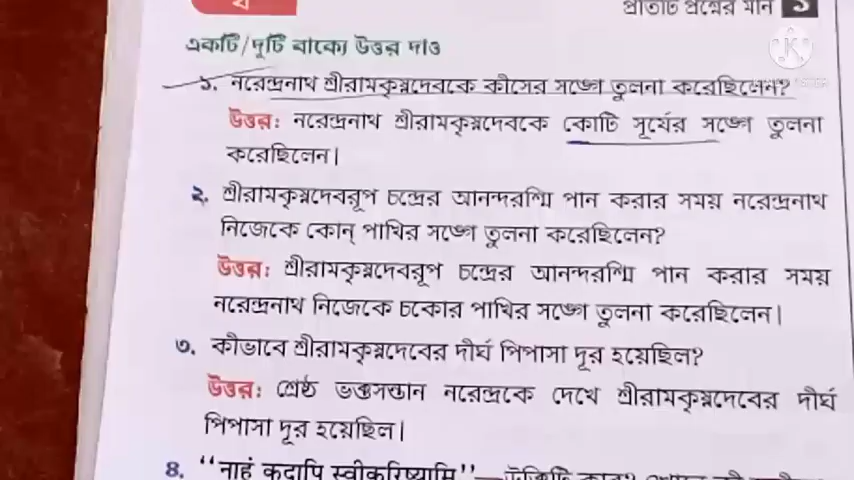 প্রতিটি প্রশ্নের মান ১
একটি/দুটি বাক্যে উত্তর দাও
১. নরেন্দ্রনাথ শ্রীরামকৃষ্ণদেবকে কীসের সঙ্গে তুলনা করেছিলেন?
উত্তর: নরেন্দ্রনাথ শ্রীরামকৃষ্ণদেবকে কোটি সূর্যের সঙ্গে তুলনা
করেছিলেন।
২. শ্রীরামকৃষ্ণদেবরূপ চন্দ্রের আনন্দরশ্মি পান করার সময় নরেন্দ্রনাথ
নিজেকে কোন্ পাখির সঙ্গে তুলনা করেছিলেন?
উত্তর: শ্রীরামকৃষ্ণদেবরূপ চন্দ্রের আনন্দরশ্মি পান করার সময়
নরেন্দ্রনাথ নিজেকে চকোর পাখির সঙ্গে তুলনা করেছিলেন।
৩. কীভাবে শ্রীরামকৃষ্ণদেবের দীর্ঘ পিপাসা দূর হয়েছিল?
উত্তর: শ্রেষ্ঠ ভক্তসন্তান নরেন্দ্রকে দেখে শ্রীরামকৃষ্ণদেবের দীর্ঘ
পিপাসা দূর হয়েছিল।
৪. “নাহং কদাপি স্বীকরিষ্যামি”—উক্তিটি কার?